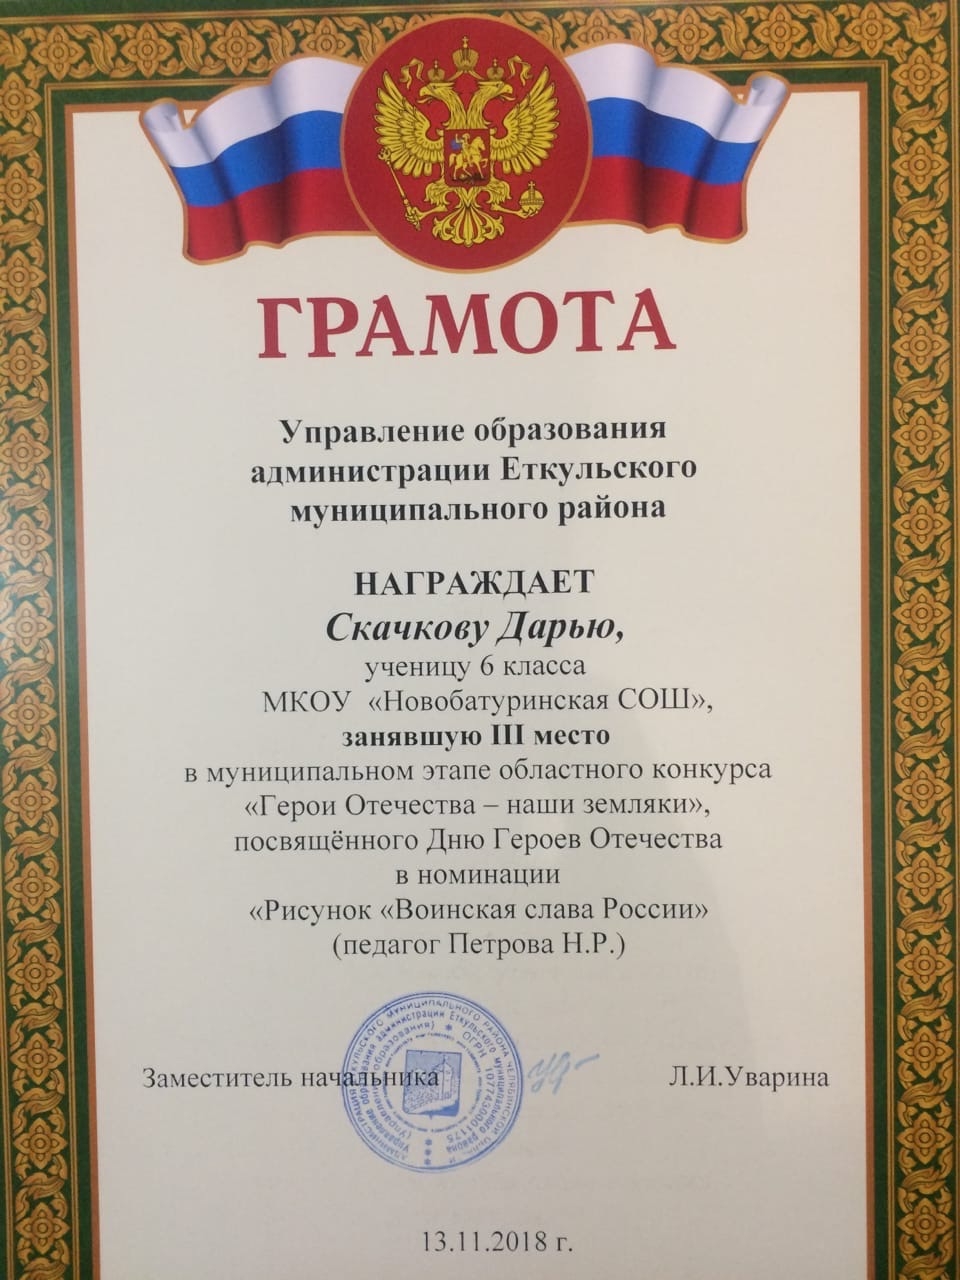 ГРАМОТА
Управление образования
администрации Еткульского
муниципального района
НАГРАЖДАЕТ
Скачкову Дарью,
ученицу 6 класса
МКОУ «Новобатуринская СОШ»,
занявшую III место
в муниципальном этапе областного конкурса
«Герои Отечества – наши земляки»,
посвящённого Дню Героев Отечества
в номинации
«Рисунок «Воинская слава России»
(педагог Петрова Н.Р.)
Заместитель начальника
Л.И.Уварина
13.11.2018 г.